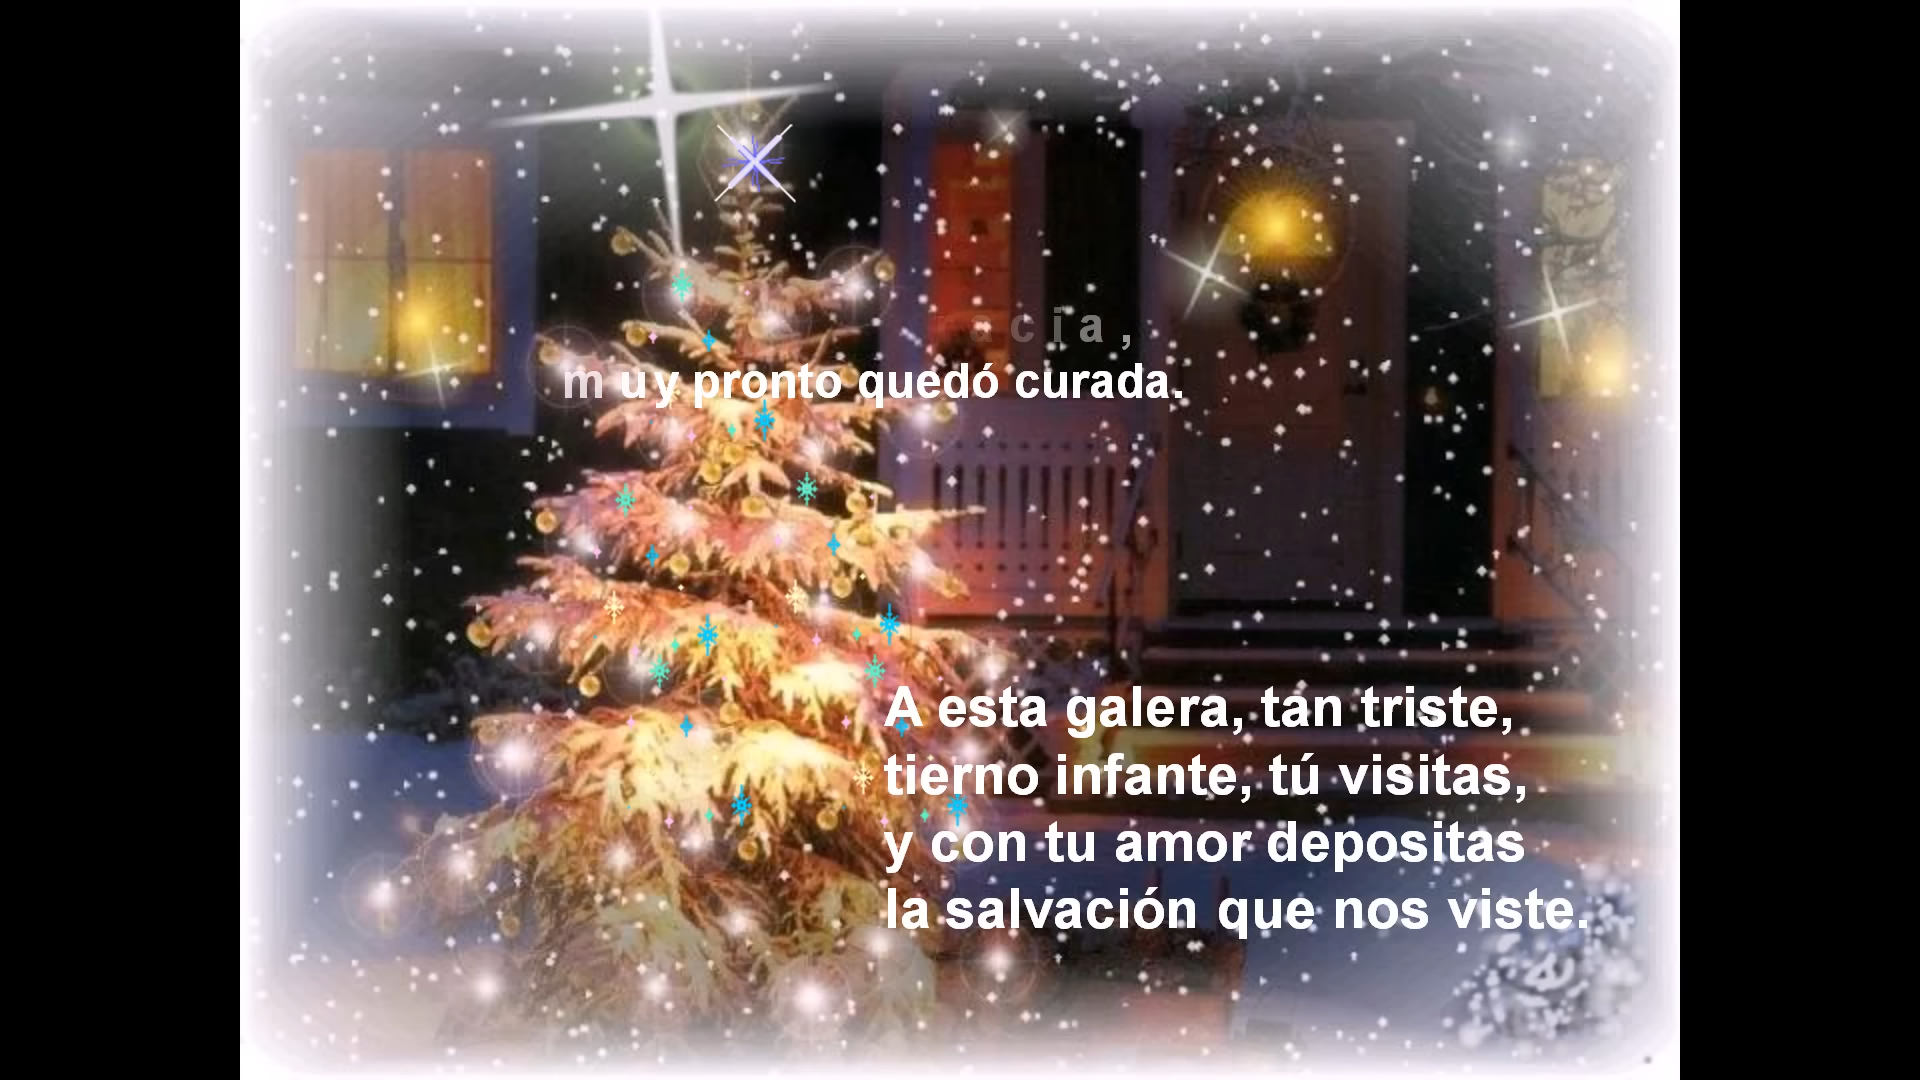 muy pronto quedó curada.
A esta galera, tan triste,
tierno infante, tú visitas,
y con tu amor depositas
la salvación que nos viste.